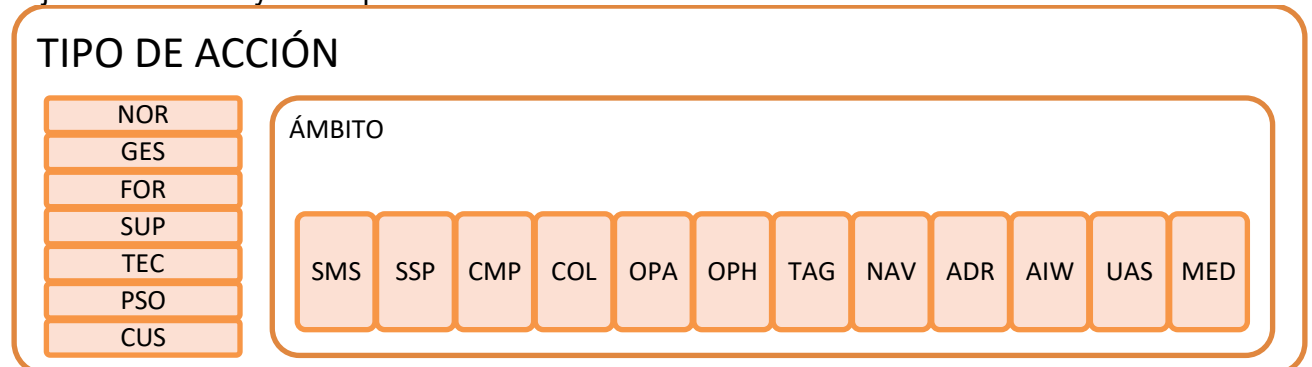 TIPO DE ACCIÓN
NOR
GES
FOR
SUP
TEC
PSO
CUS
ÁMBITO
SMS SSP CMP COL OPA OPH TAG NAV ADR AIW UAS MED